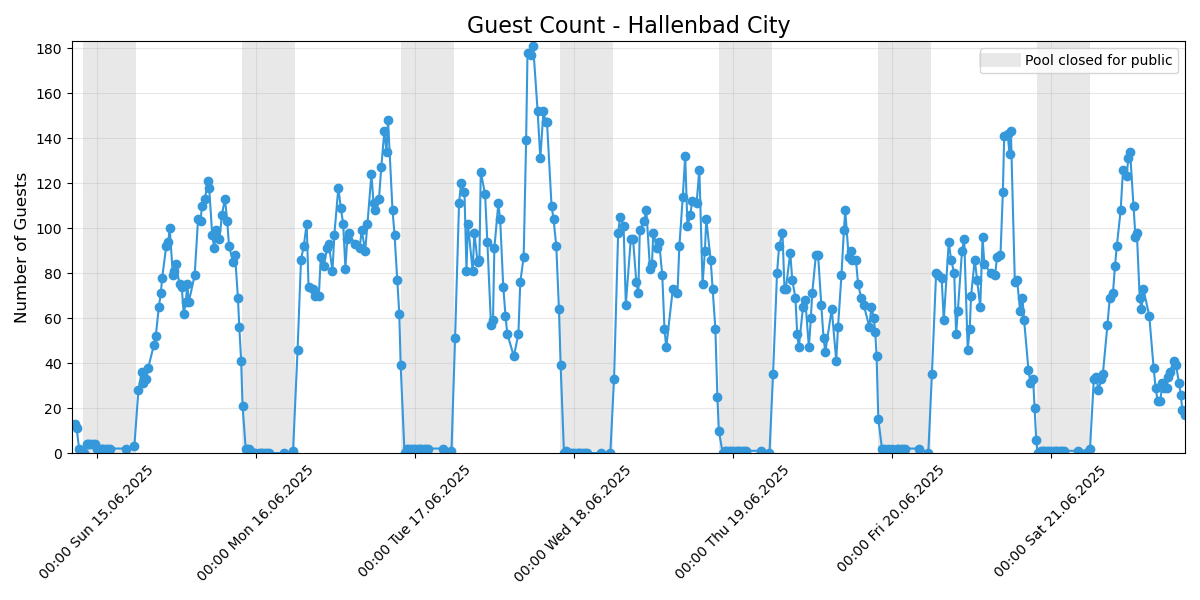 Guest Count - Hallenbad City
Pool closed for public
Number of Guests
180
160
140
120
100
80
60
40
20
0
00:00 Sun 15.06.2025
00:00 Mon 16.06.2025
00:00 Tue 17.06.2025
00:00 Wed 18.06.2025
00:00 Thu 19.06.2025
00:00 Fri 20.06.2025
00:00 Sat 21.06.2025